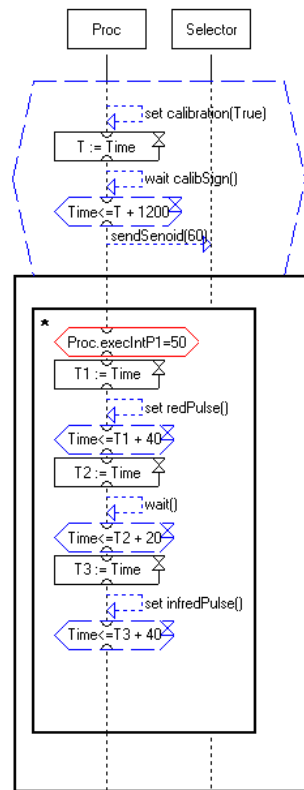 Proc Selector
set calibration(True)
T := Time
wait calibSign()
Time<=T + 1200
sendSenoid(60)
*
Proc.execIntP1=50
T1 := Time
set redPulse()
Time<=T1 + 40
T2 := Time
wait()
Time<=T2 + 20
T3 := Time
set infredPulse()
Time<=T3 + 40